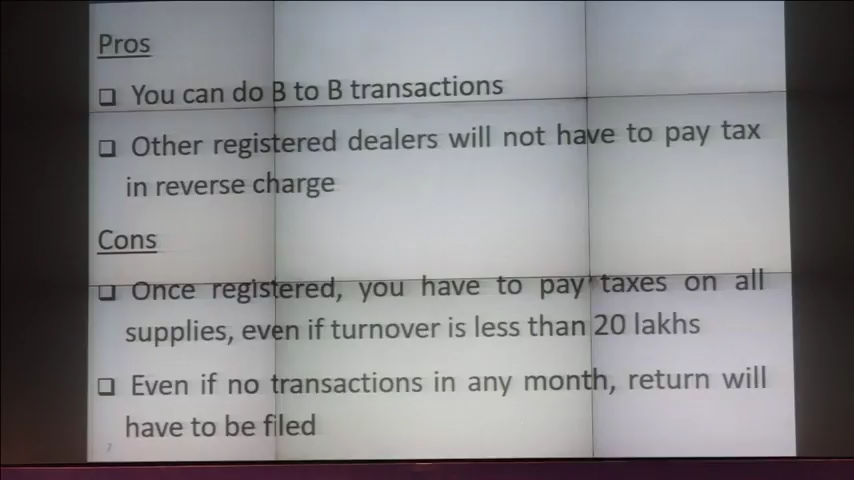 Pros
❑ You can do B to B transactions
❑ Other registered dealers will not have to pay tax
in reverse charge
Cons
❑ Once registered, you have to pay taxes on all
supplies, even if turnover is less than 20 lakhs
❑ Even if no transactions in any month, return will
have to be filed
7